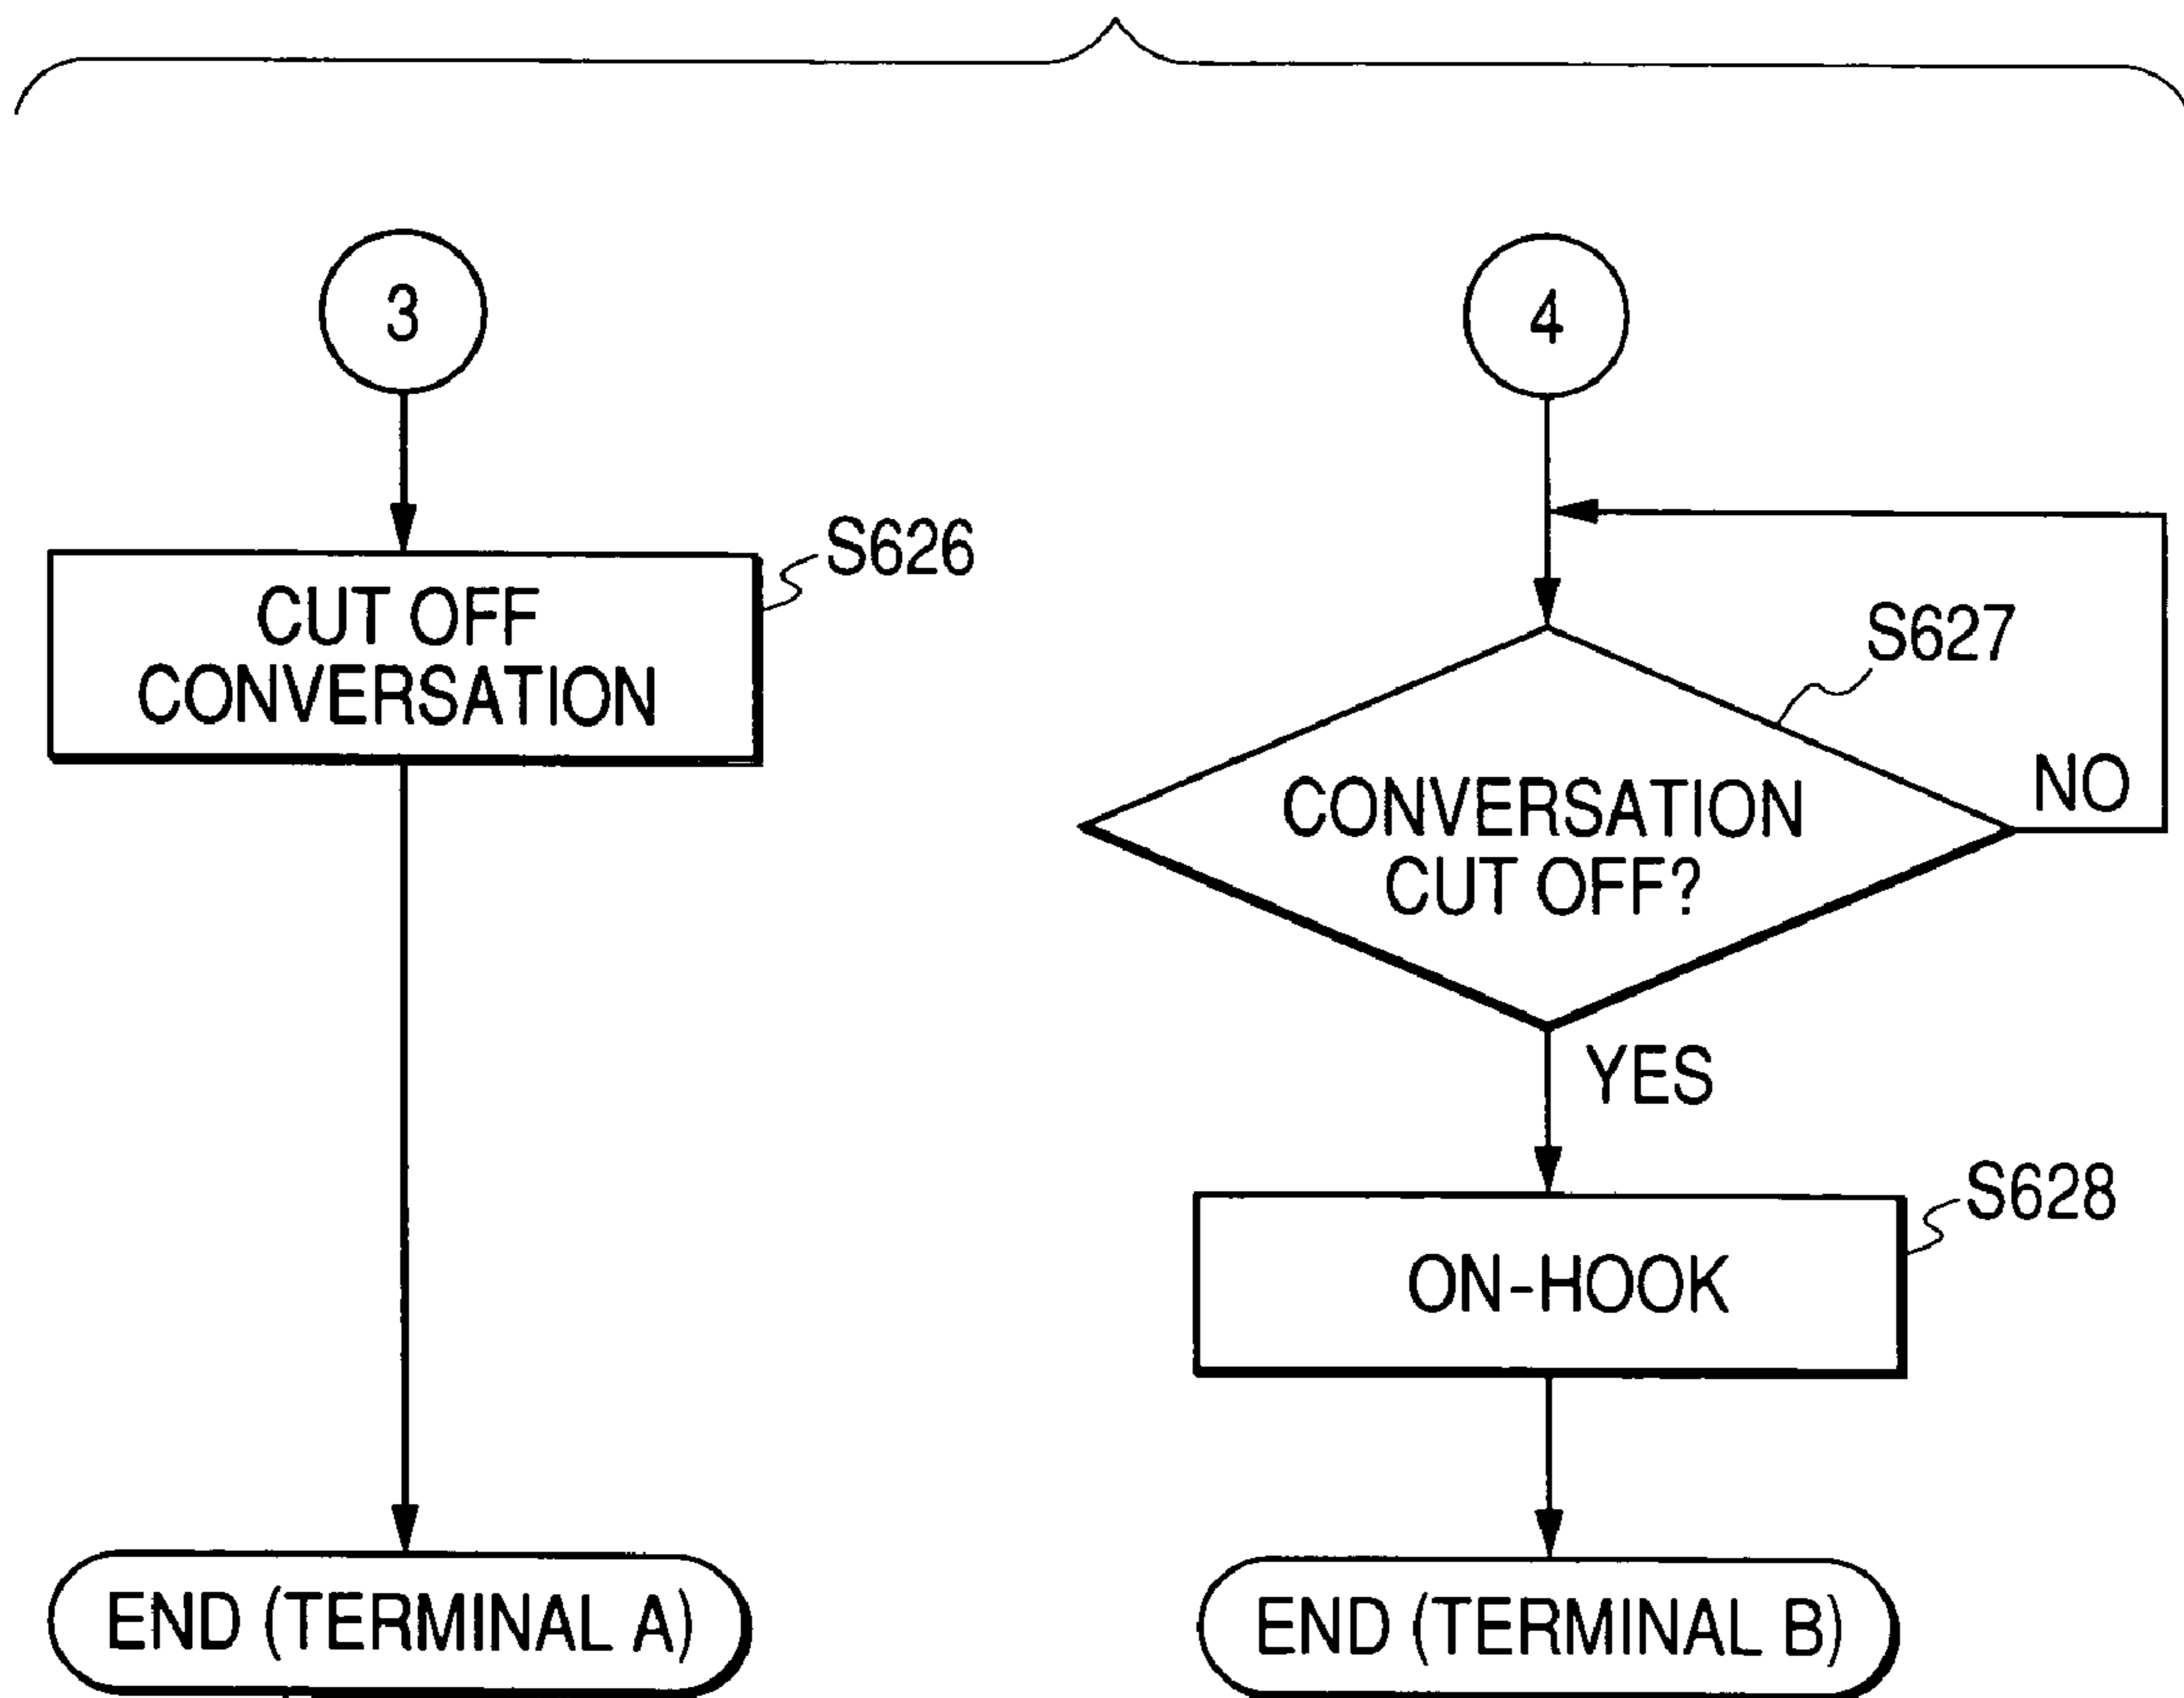 3
S626
CUT OFF
CONVERSATION
END (TERMINAL A)
4
S627
CONVERSATION
CUT OFF?
NO
YES
S628
ON-HOOK
END (TERMINAL B)